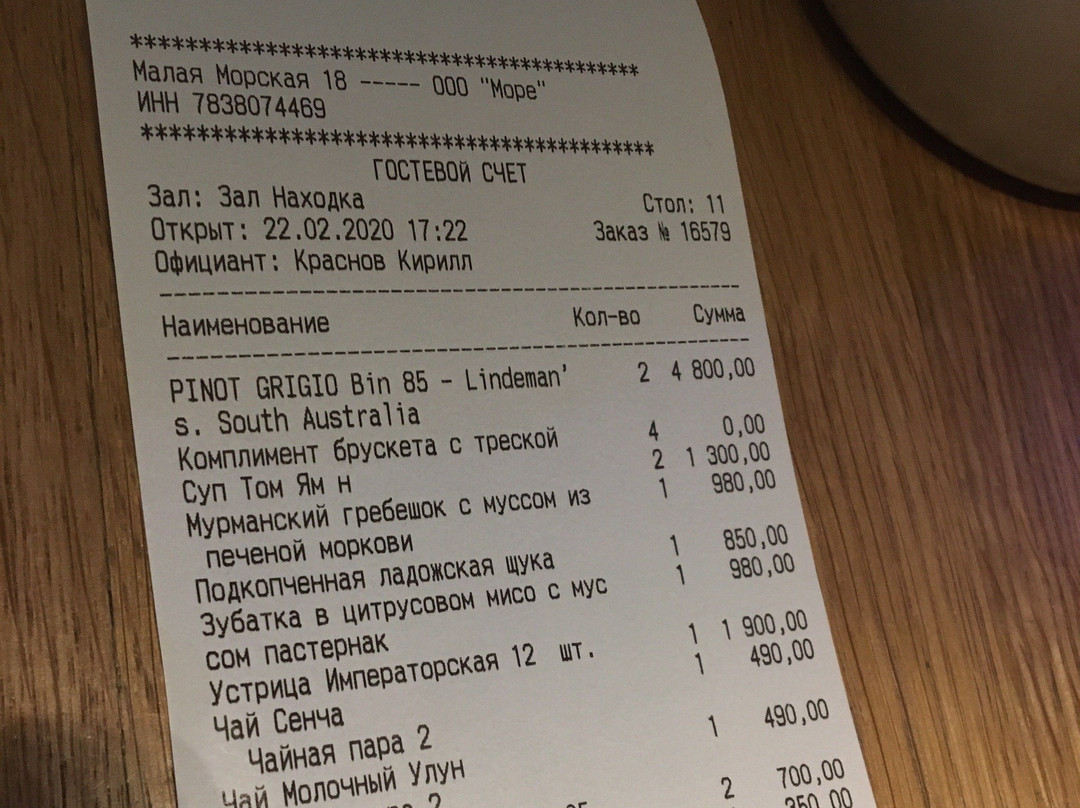 ******************************************
Малая Морская 18 ----- ООО "Море"
ИНН 7838074469
******************************************
ГОСТЕВОЙ СЧЕТ
Зал: Зал Находка Стол: 11
Открыт: 22.02.2020 17:22 Заказ № 16579
Официант: Краснов Кирилл
Наименование Кол-во Сумма
PINOT GRIGIO Bin 85 - Lindeman' 2 4 800,00
s. South Australia
Комплимент брускета с треской 4 0,00
Суп Том Ям н 2 1 300,00
Мурманский гребешок с муссом из 1 980,00
печеной моркови
Подкопченная ладожская щука 1 850,00
Зубатка в цитрусовом мисо с мус 1 980,00
сом пастернак
Устрица Императорская 12 шт. 1 1 900,00
Чай Сенча 1 490,00
Чайная пара 2
Чай Молочный Улун 1 490,00
2 700,00